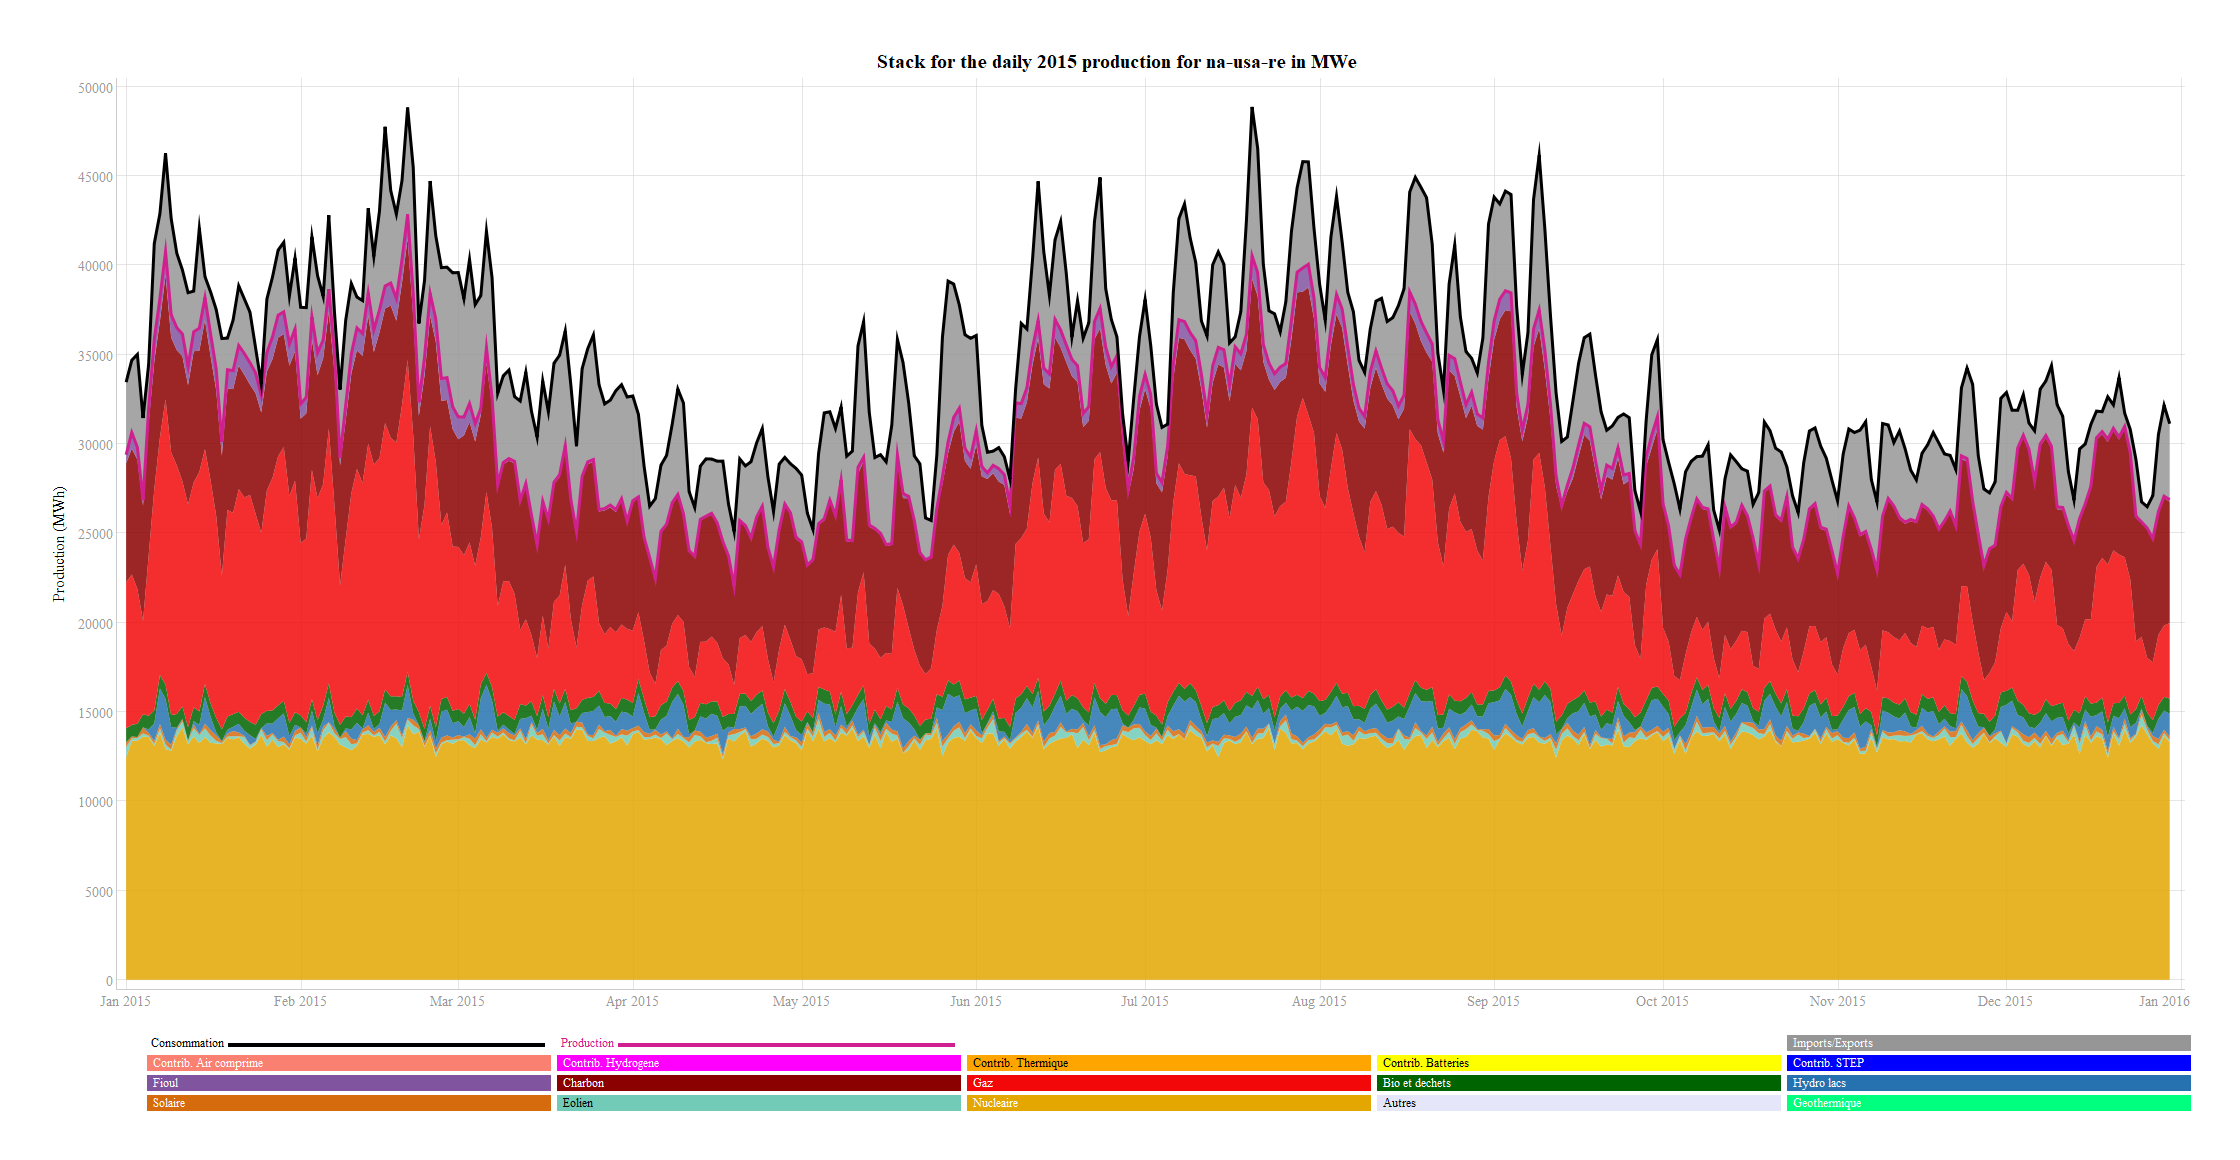 Stack for the daily 2015 production for na-usa-re in MWe
Production (MWh)
50000
45000
40000
35000
30000
25000
20000
15000
10000
5000
0
Jan 2015 Feb 2015 Mar 2015 Apr 2015 May 2015 Jun 2015 Jul 2015 Aug 2015 Sep 2015 Oct 2015 Nov 2015 Dec 2015 Jan 2016
Consommation Production Imports/Exports
Contrib. Air comprime Contrib. Hydrogene Contrib. Thermique Contrib. Batteries Contrib. STEP
Fioul Charbon Gaz Bio et dechets Hydro lacs
Solaire Eolien Nucleaire Autres Geothermique